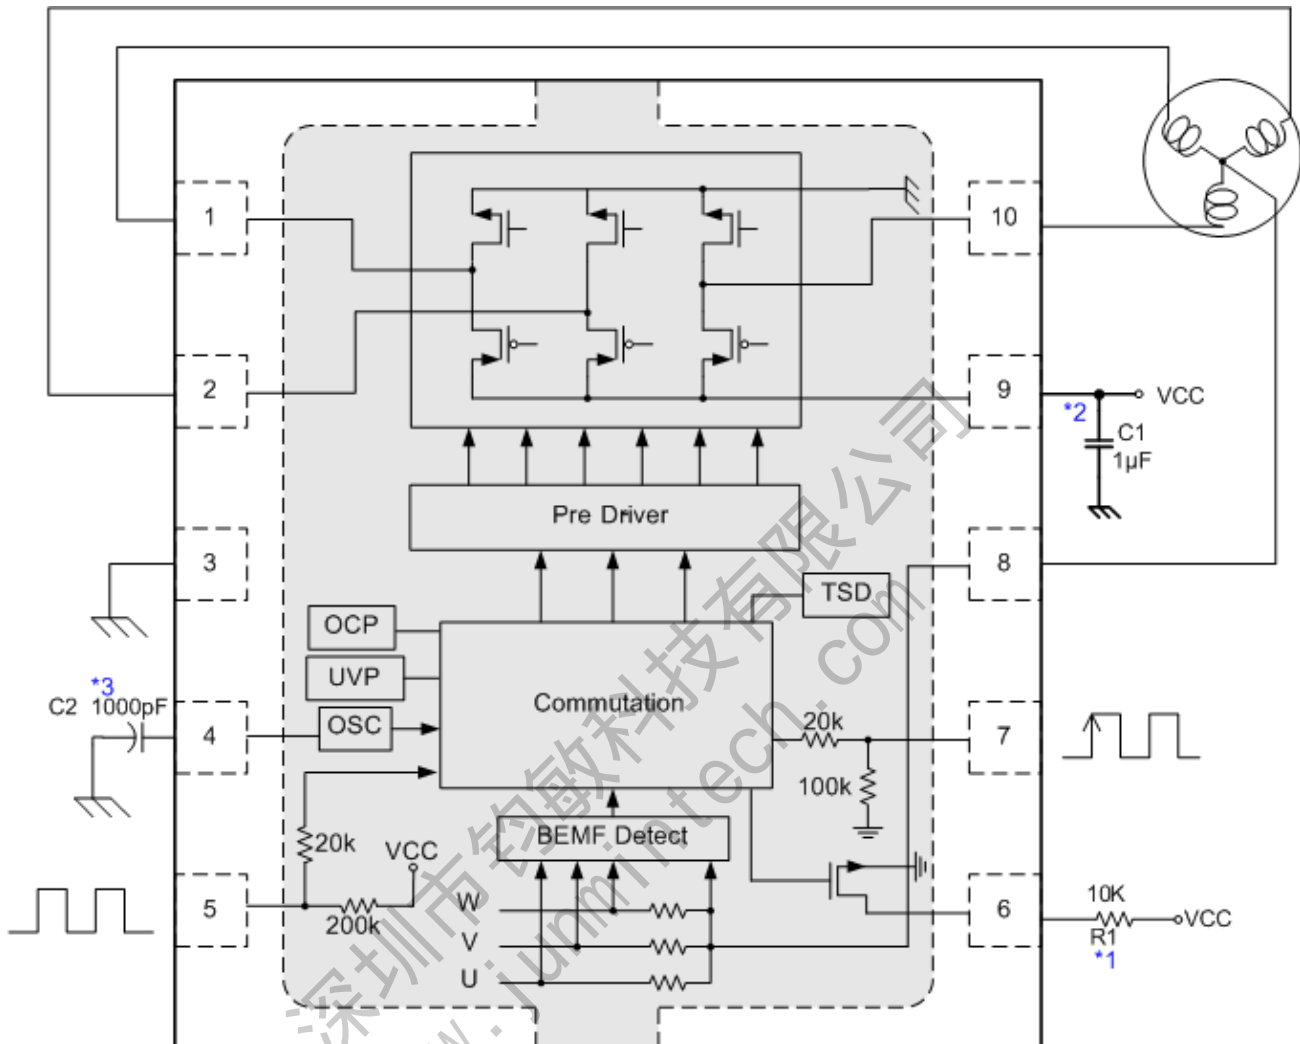 1
10
2
9
VCC
*2
C1
1μF
Pre Driver
3
8
TSD
OCP
UVP
Commutation
*3
C2 1000pF
4
OSC
20k
7
100k
20k
VCC
BEMF Detect
5
200k
W
V
U
6
10K
VCC
R1
*1
深圳市钧敏科技有限公司
www.junmintech.com